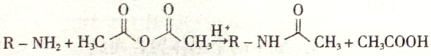 O O O
R – NH₂ + H₃C O CH₃ H⁺ → R – NH CH₃ + CH₃COOH